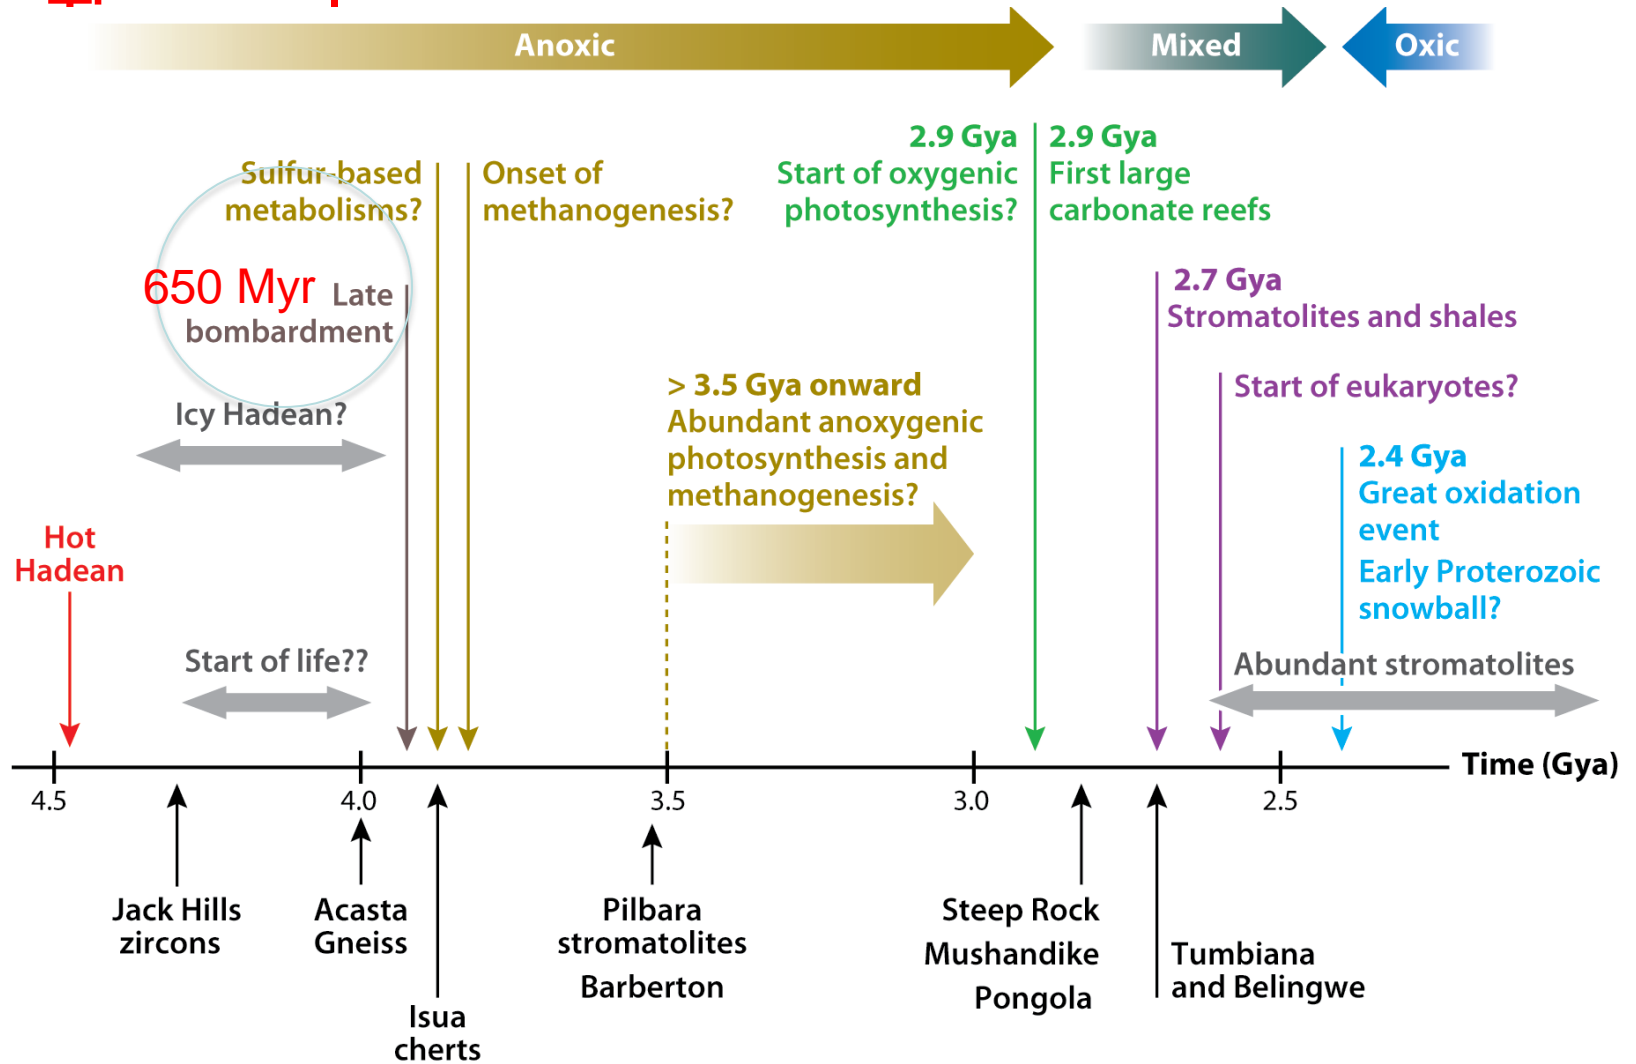 Anoxic
Mixed
Oxic
Sulfur-based
metabolisms?
Onset of
methanogenesis?
2.9 Gya
Start of oxygenic
photosynthesis?
2.9 Gya
First large
carbonate reefs
650 Myr
Late
bombardment
2.7 Gya
Stromatolites and shales
> 3.5 Gya onward
Abundant anoxygenic
photosynthesis and
methanogenesis?
Start of eukaryotes?
Icy Hadean?
2.4 Gya
Great oxidation
event
Early Proterozoic
snowball?
Hot
Hadean
Start of life??
Abundant stromatolites
Time (Gya)
4.5
4.0
3.5
3.0
2.5
Jack Hills
zircons
Acasta
Gneiss
Isua
cherts
Pilbara
stromatolites
Barberton
Steep Rock
Mushandike
Pongola
Tumbiana
and Belingwe